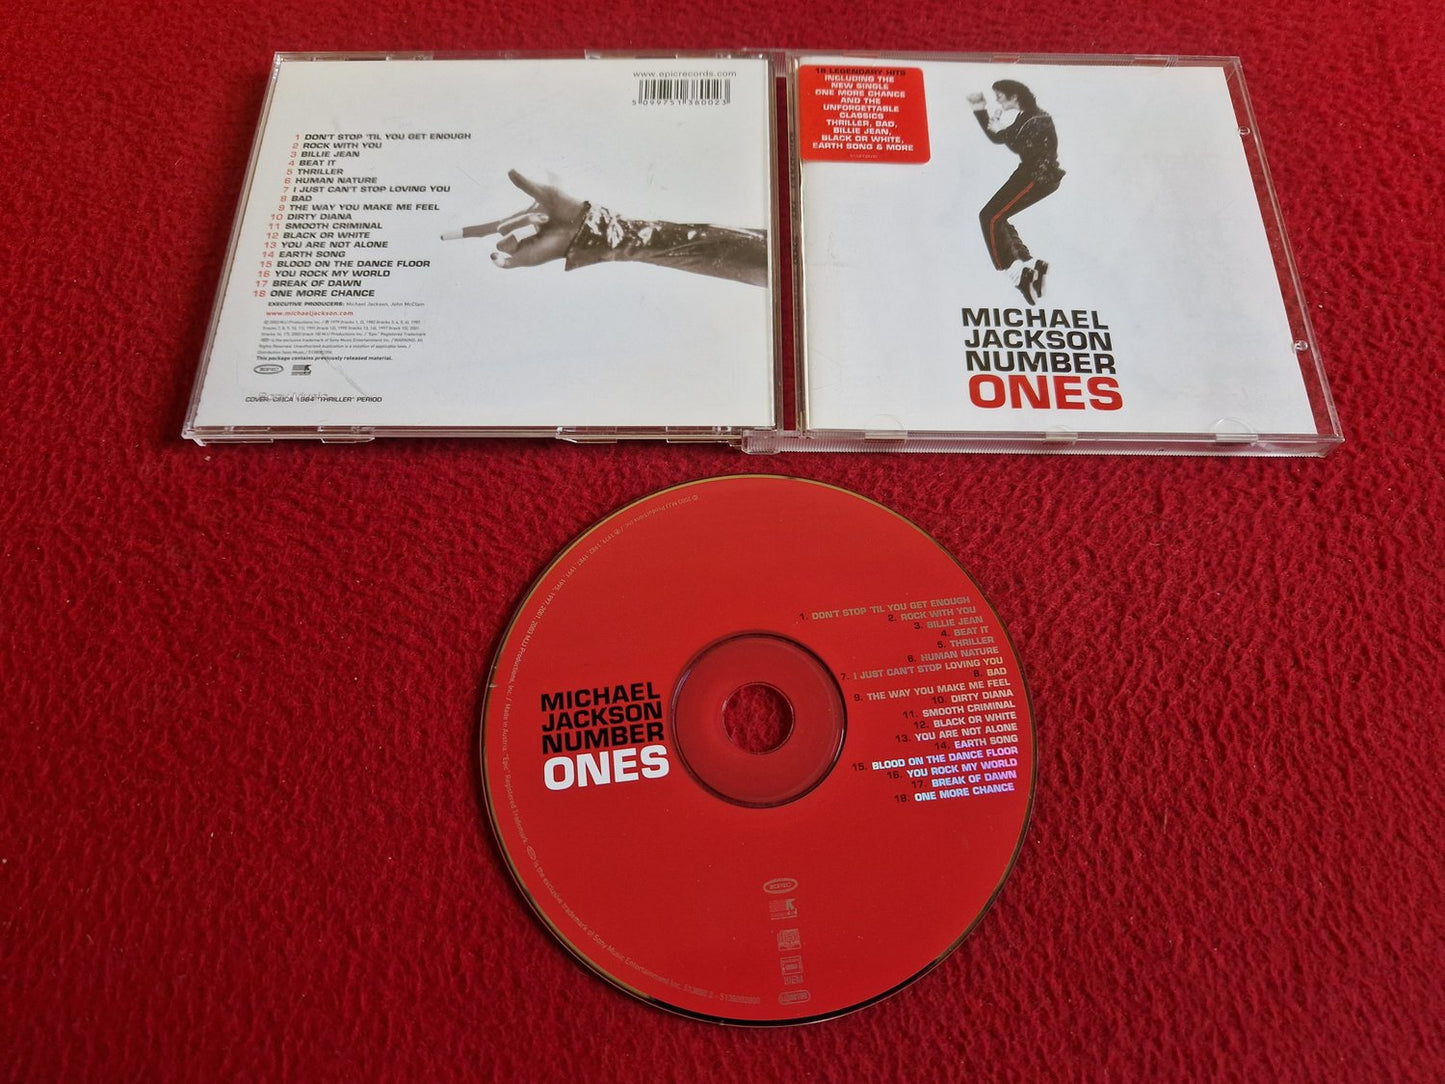 www.epicrecords.com
5 099751 380023
1 DON'T STOP 'TIL YOU GET ENOUGH
2 ROCK WITH YOU
3 BILLIE JEAN
4 BEAT IT
5 THRILLER
6 HUMAN NATURE
7 I JUST CAN'T STOP LOVING YOU
8 BAD
9 THE WAY YOU MAKE ME FEEL
10 DIRTY DIANA
11 SMOOTH CRIMINAL
12 BLACK OR WHITE
13 YOU ARE NOT ALONE
14 EARTH SONG
15 BLOOD ON THE DANCE FLOOR
16 YOU ROCK MY WORLD
17 BREAK OF DAWN
18 ONE MORE CHANCE
EXECUTIVE PRODUCERS: Michael Jackson, John McClain
www.michaeljackson.com
This package contains previously released material.
EPIC
COVER: CIRCA 1984 "THRILLER" PERIOD
18 LEGENDARY HITS
INCLUDING THE
NEW SINGLE
ONE MORE CHANCE
AND THE
UNFORGETTABLE
CLASSICS
THRILLER, BAD,
BILLIE JEAN,
BLACK OR WHITE,
EARTH SONG & MORE
MICHAEL
JACKSON
NUMBER
ONES
MICHAEL
JACKSON
NUMBER
ONES
1. DON'T STOP 'TIL YOU GET ENOUGH
2. ROCK WITH YOU
3. BILLIE JEAN
4. BEAT IT
5. THRILLER
6. HUMAN NATURE
7. I JUST CAN'T STOP LOVING YOU
8. BAD
9. THE WAY YOU MAKE ME FEEL
10. DIRTY DIANA
11. SMOOTH CRIMINAL
12. BLACK OR WHITE
13. YOU ARE NOT ALONE
14. EARTH SONG
15. BLOOD ON THE DANCE FLOOR
16. YOU ROCK MY WORLD
17. BREAK OF DAWN
18. ONE MORE CHANCE
EPIC